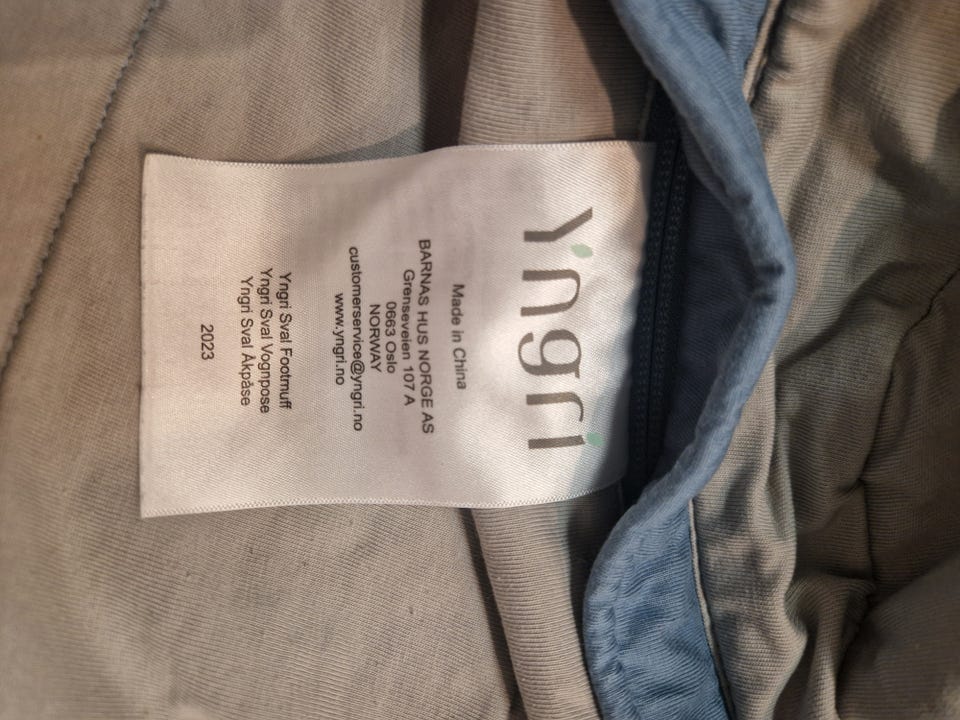 Yngri
Made in China
BARNAS HUS NORGE AS
Grenseveien 107 A
0663 Oslo
NORWAY
customerservice@yngri.no
www.yngri.no
Yngri Sval Footmuff
Yngri Sval Vognpose
Yngri Sval Åkpåse
2023